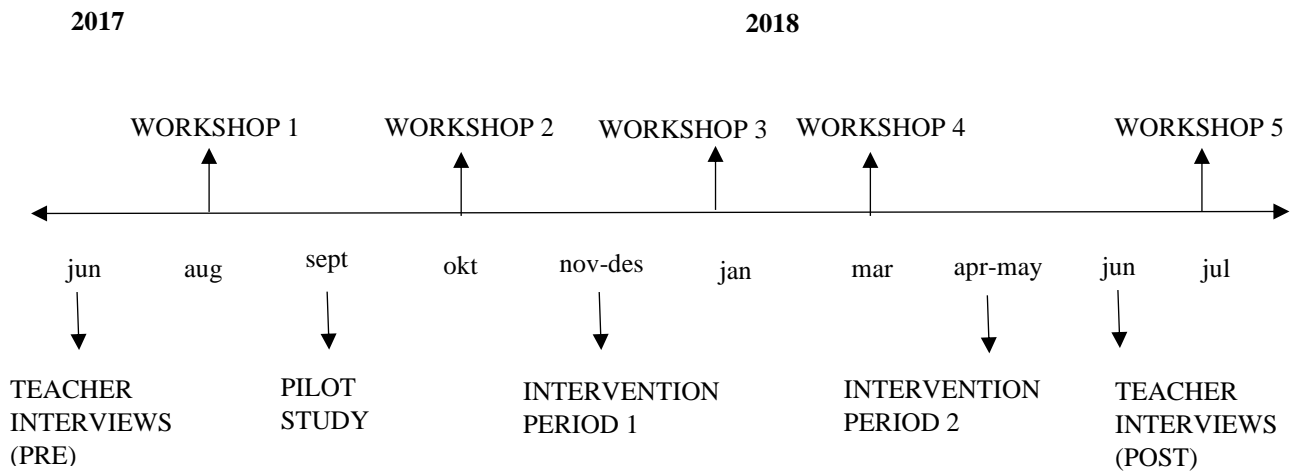 2017 2018
WORKSHOP 1 WORKSHOP 2 WORKSHOP 3 WORKSHOP 4 WORKSHOP 5
jun aug sept okt nov-des jan mar apr-may jun jul
TEACHER INTERVIEWS (PRE)
PILOT STUDY
INTERVENTION PERIOD 1
INTERVENTION PERIOD 2
TEACHER INTERVIEWS (POST)